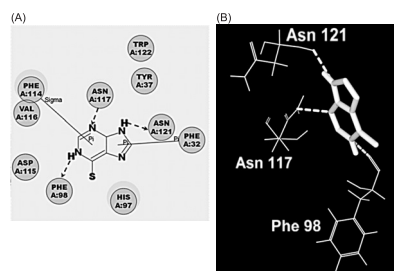 (A)
TRP
A:122
TYR
A:37
PHE
A:114
Sigma
VAL
A:116
ASN
A:117
N
H
N
Pi
ASN
A:121
PHE
A:32
Pi
H
N
N
Pi
S
ASP
A:115
PHE
A:98
HIS
A:97
(B)
Asn 121
Asn 117
Phe 98